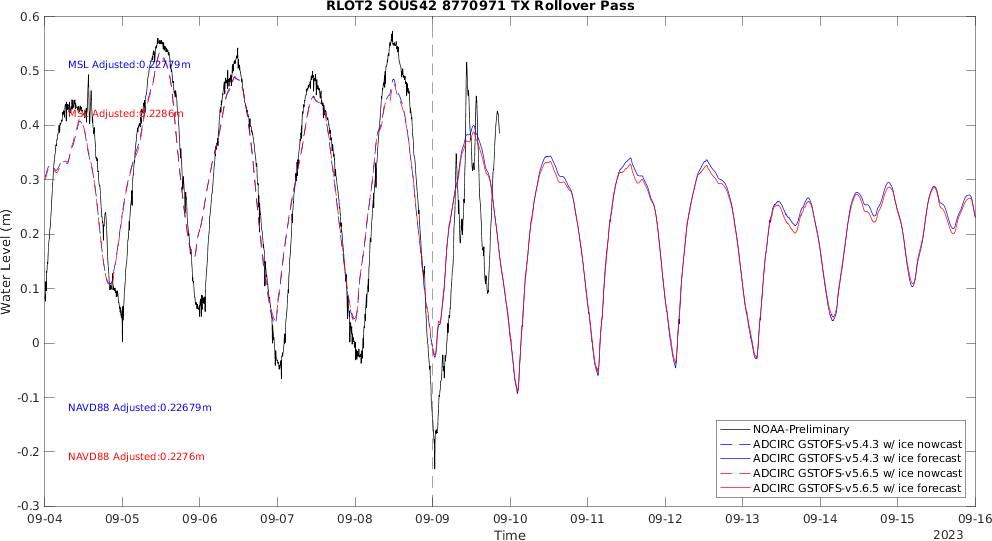 RLOT2 SOUS42 8770971 TX Rollover Pass
0.6
0.5
0.4
0.3
0.2
0.1
0
-0.1
-0.2
-0.3
Water Level (m)
MSL Adjusted:0.22779m
MSL Adjusted:0.2286m
NAVD88 Adjusted:0.22679m
NAVD88 Adjusted:0.2276m
NOAA-Preliminary
ADCIRC GSTOFS-v5.4.3 w/ ice nowcast
ADCIRC GSTOFS-v5.4.3 w/ ice forecast
ADCIRC GSTOFS-v5.6.5 w/ ice nowcast
ADCIRC GSTOFS-v5.6.5 w/ ice forecast
09-04 09-05 09-06 09-07 09-08 09-09 09-10 09-11 09-12 09-13 09-14 09-15 09-16
Time
2023